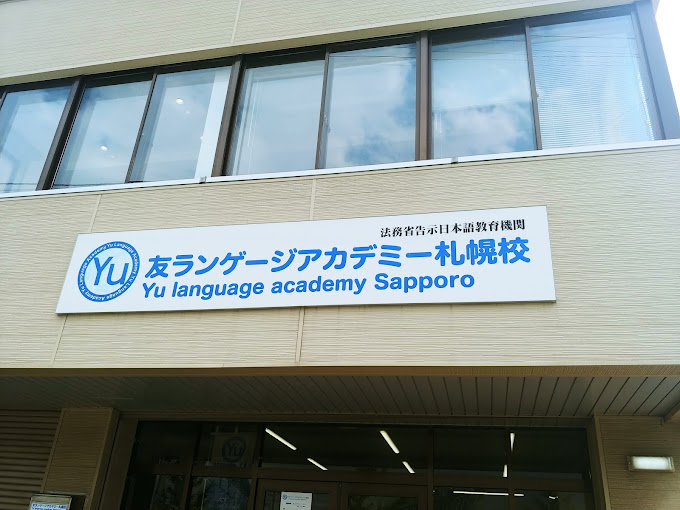 法務省告示日本語教育機関
Yu
友ランゲージアカデミー札幌校
Yu language academy Sapporo
Yu